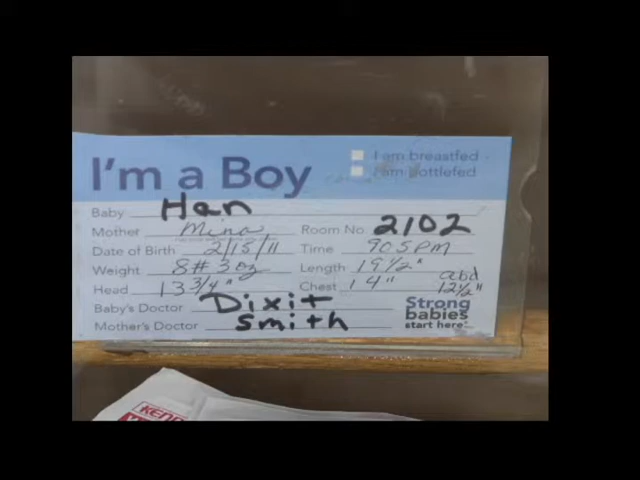 I'm a Boy
I am breastfed
I am bottlefed
Baby Han
Mother Mina Room No. 2102
Date of Birth 2/15/11 Time 905PM
Weight 8# 3oz Length 19 1/2"
Head 13 3/4" Chest 14" abd 12 1/2"
Baby's Doctor Dixit
Mother's Doctor Smith
Strong
babies
start here
KEND